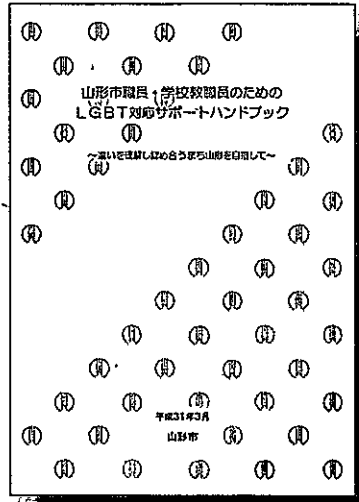 山形市職員・学校教職員のための
LGBT対応サポートハンドブック
～違いを理解し認め合うまち山形を目指して～
平成31年3月
山形市